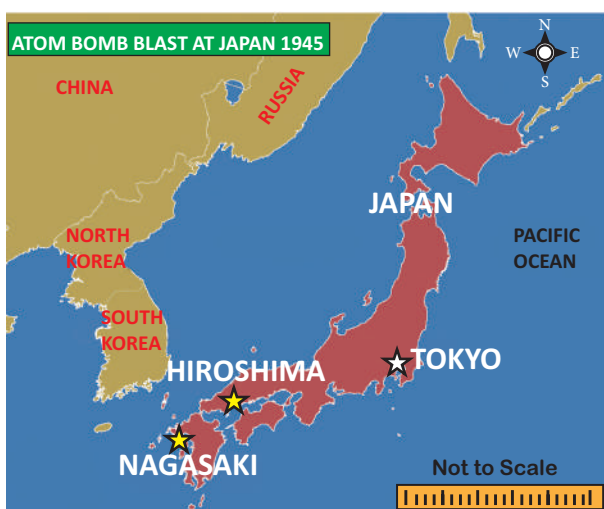 ATOM BOMB BLAST AT JAPAN 1945
N
W
E
S
CHINA
RUSSIA
JAPAN
NORTH
KOREA
PACIFIC
OCEAN
SOUTH
KOREA
HIROSHIMA
TOKYO
NAGASAKI
Not to Scale